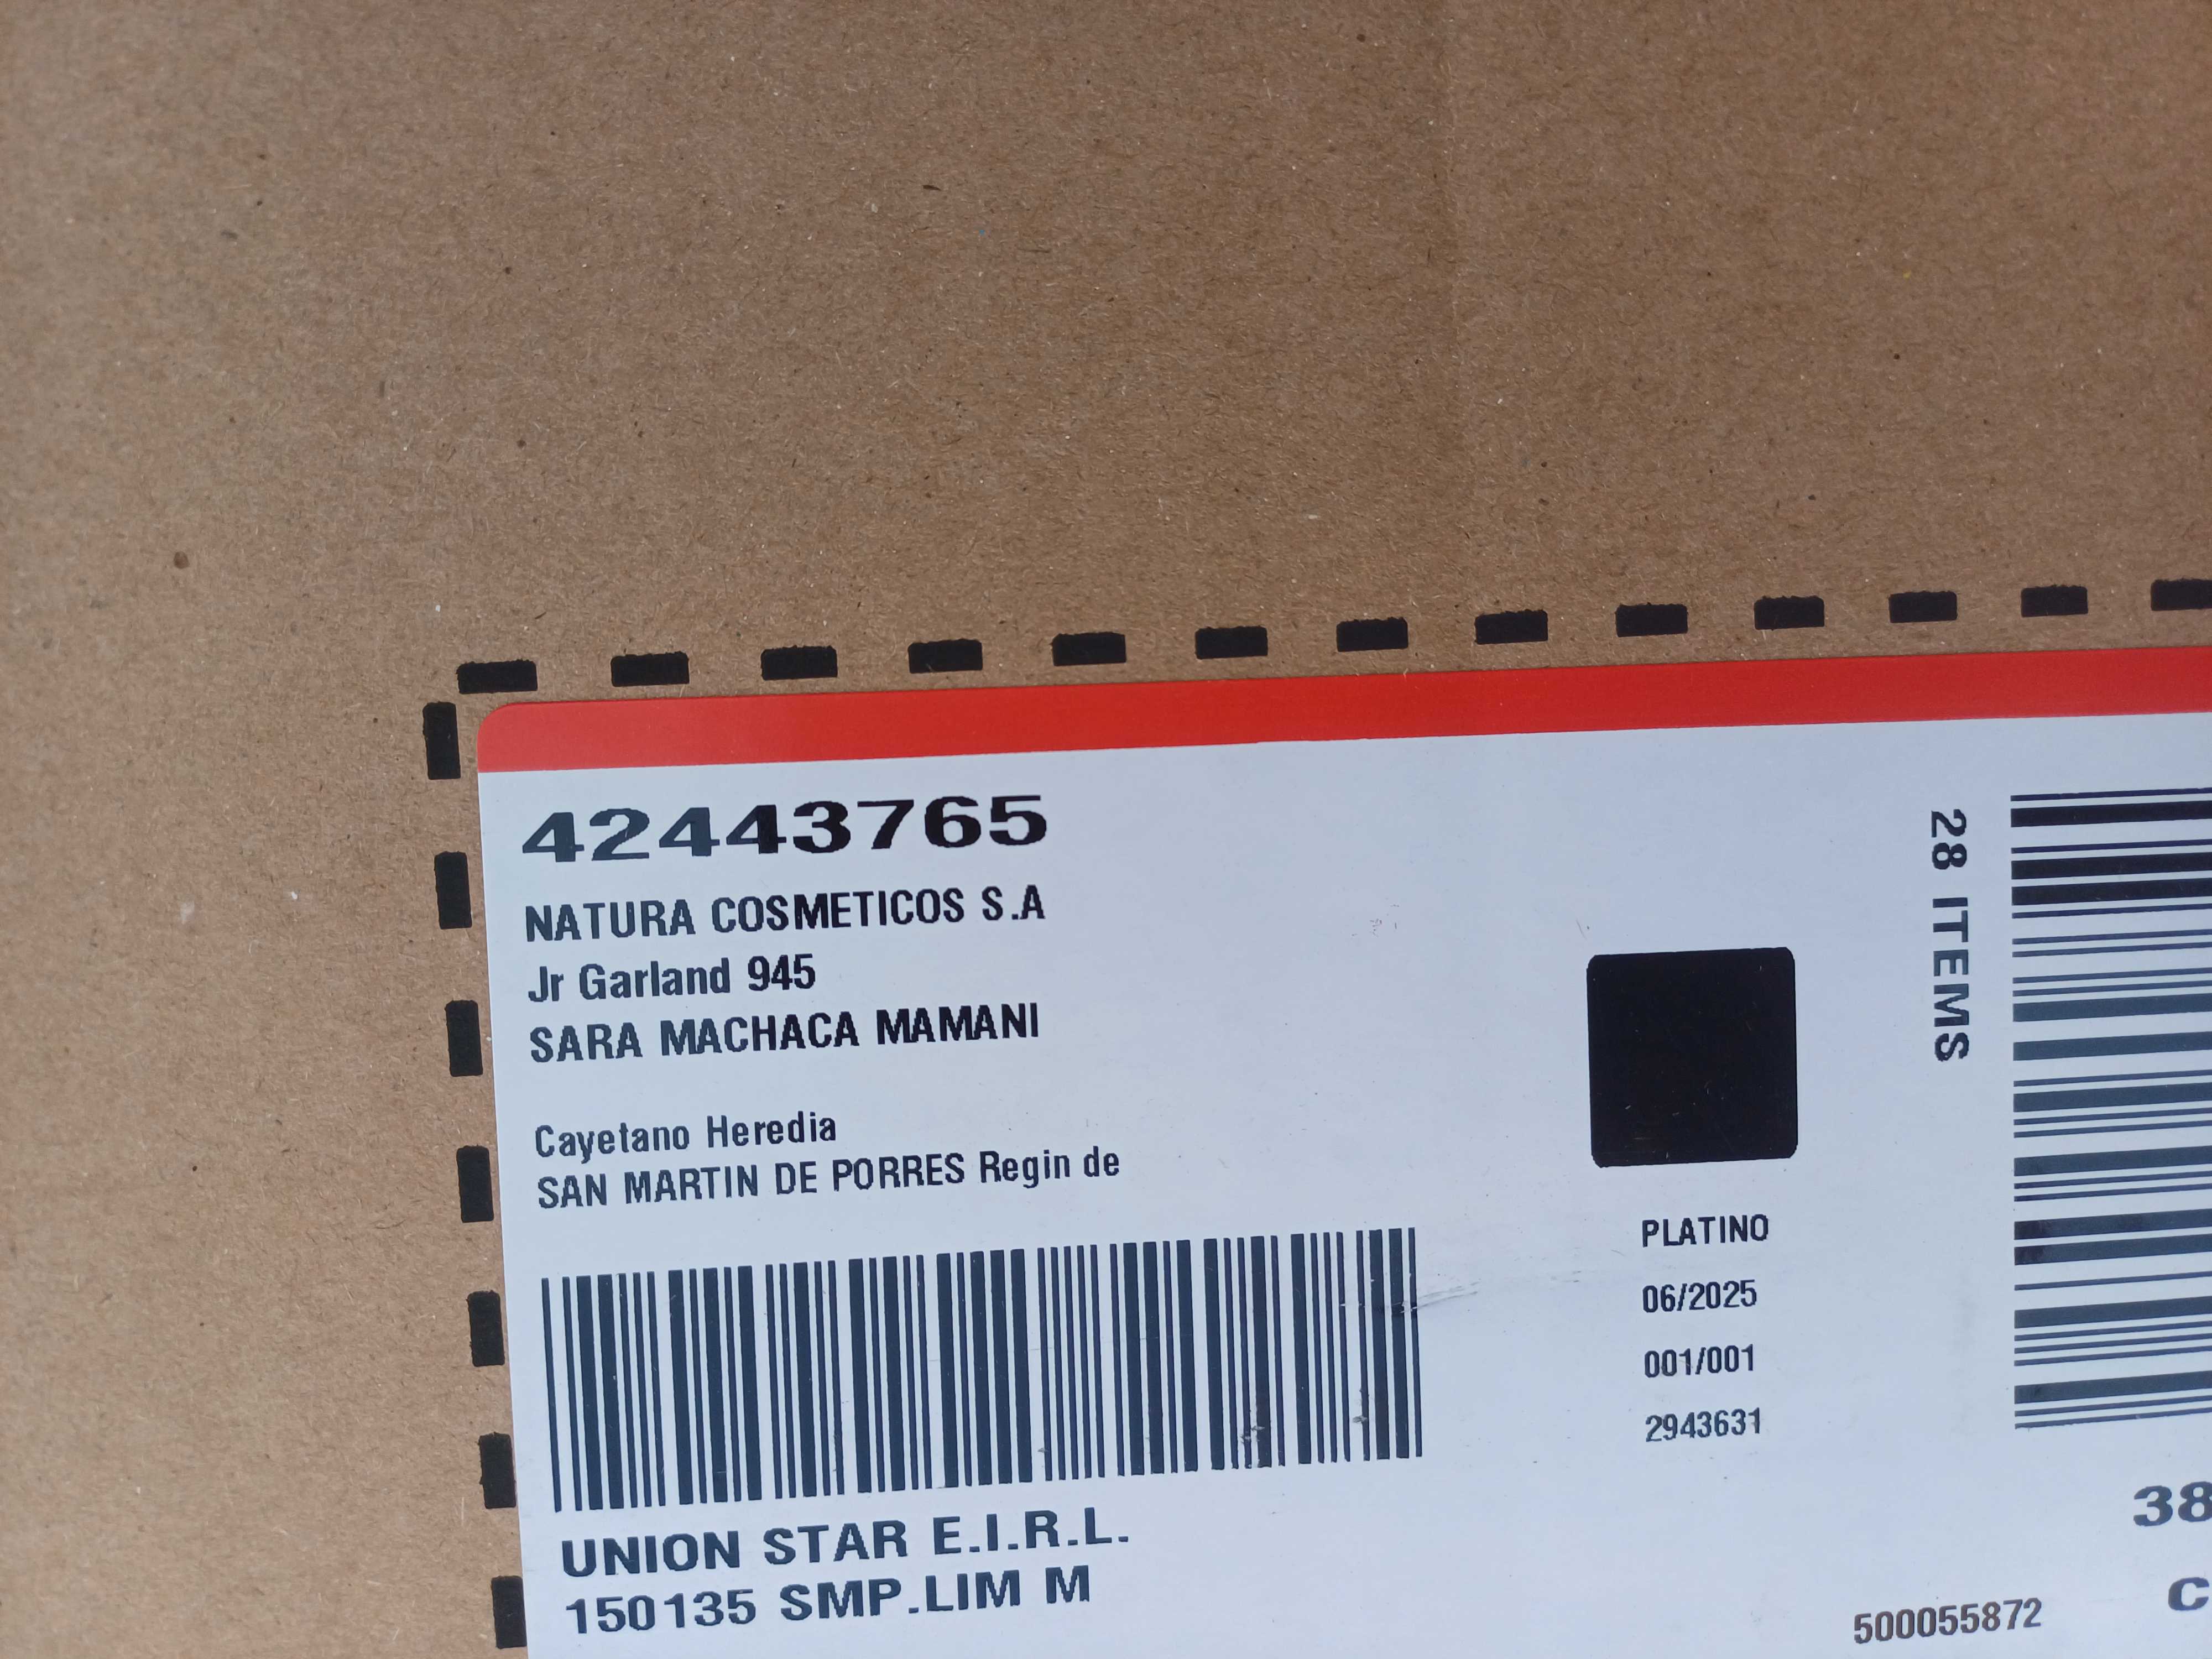 42443765
NATURA COSMETICOS S.A
Jr Garland 945
SARA MACHACA MAMANI
Cayetano Heredia
SAN MARTIN DE PORRES Regin de
UNION STAR E.I.R.L.
150135 SMP.LIM M
PLATINO
06/2025
001/001
2943631
28 ITEMS
38
C
500055872